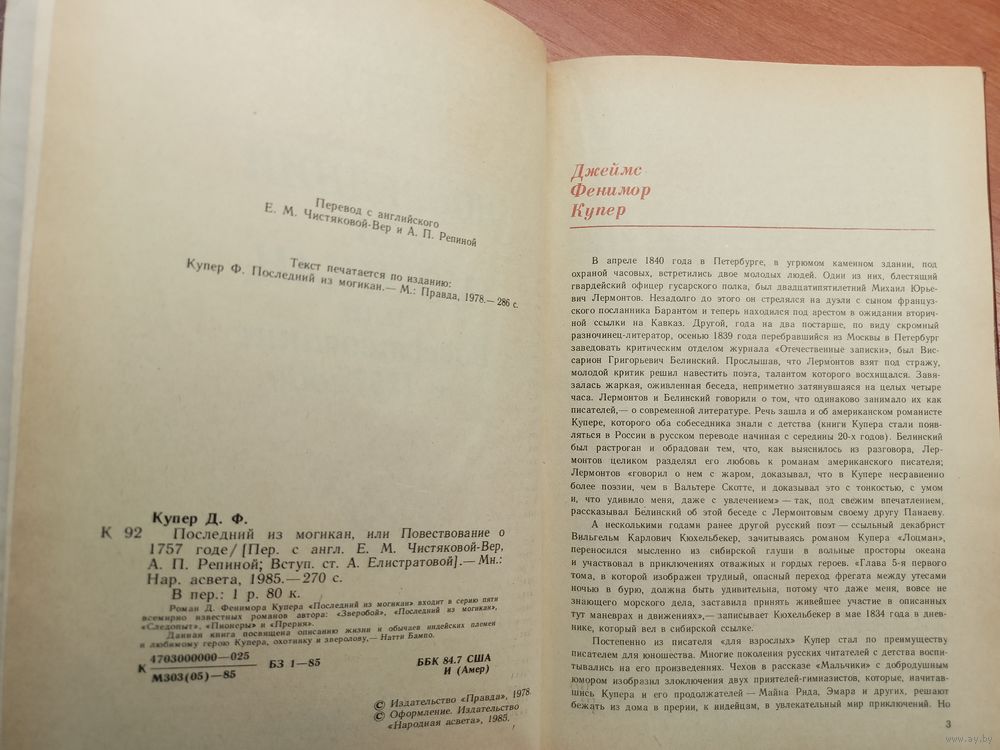 Перевод с английского
Е. М. Чистяковой-Вер и А. П. Репиной
Текст печатается по изданию:
Купер Ф. Последний из могикан.— М.: Правда, 1978.— 286 с.
Купер Д. Ф.
К 92 Последний из могикан, или Повествование о
1757 годе/[Пер. с англ. Е. М. Чистяковой-Вер,
А. П. Репиной; Вступ. ст. А. Елистратовой].— Мн.:
Нар. асвета, 1985.—270 с.
В пер.: 1 р. 80 к.
Роман Д. Фенимора Купера «Последний из могикан» входит в серию пяти
всемирно известных романов автора: «Зверобой», «Последний из могикан»,
«Следопыт», «Пионеры» и «Прерия».
Данная книга посвящена описанию жизни и обычаев индейских племен
и любимому герою Купера, охотнику и зверолову,— Натти Бампо.
К 4703000000—025
М303(05)—85
БЗ 1—85
ББК 84.7 США
И (Амер)
© Издательство «Правда», 1978.
© Оформление. Издательство
«Народная асвета», 1985.
Джеймс
Фенимор
Купер
В апреле 1840 года в Петербурге, в угрюмом каменном здании, под
охраной часовых, встретились двое молодых людей. Один из них, блестящий
гвардейский офицер гусарского полка, был двадцатипятилетний Михаил Юрье-
вич Лермонтов. Незадолго до этого он стрелялся на дуэли с сыном француз-
ского посланника Барантом и теперь находился под арестом в ожидании вторич-
ной ссылки на Кавказ. Другой, года на два постарше, по виду скромный
разночинец-литератор, осенью 1839 года перебравшийся из Москвы в Петербург
заведовать критическим отделом журнала «Отечественные записки», был Вис-
сарион Григорьевич Белинский. Прослышав, что Лермонтов взят под стражу,
молодой критик решил навестить поэта, талантом которого восхищался. Завя-
залась жаркая, оживленная беседа, неприметно затянувшаяся на целых четыре
часа. Лермонтов и Белинский говорили о том, что одинаково занимало их как
писателей,— о современной литературе. Речь зашла и об американском романисте
Купере, которого оба собеседника знали с детства (книги Купера стали появ-
ляться в России в русском переводе начиная с середины 20-х годов). Белинский
был растроган и обрадован тем, что, как выяснилось из разговора, Лер-
монтов целиком разделял его любовь к романам американского писателя;
Лермонтов «говорил о нем с жаром, доказывал, что в Купере несравненно
более поэзии, чем в Вальтере Скотте, и доказывал это с тонкостью, с умом
и, что удивило меня, даже с увлечением» — так, под свежим впечатлением,
рассказывал Белинский об этой беседе с Лермонтовым своему другу Панаеву.
А несколькими годами ранее другой русский поэт — ссыльный декабрист
Вильгельм Карлович Кюхельбекер, зачитываясь романом Купера «Лоцман»,
переносился мысленно из сибирской глуши в вольные просторы океана
и участвовал в приключениях отважных и гордых героев. «Глава 5-я первого
тома, в которой изображен трудный, опасный переход фрегата между утесами
ночью в бурю, должна быть удивительна, потому что даже меня, вовсе не
знающего морского дела, заставила принять живейшее участие в описанных
тут маневрах и движениях»,— записывает Кюхельбекер в мае 1834 года в днев-
нике, который вел в сибирской ссылке.
Постепенно из писателя «для взрослых» Купер стал по преимуществу
писателем для юношества. Многие поколения русских читателей с детства воспи-
тывались на его произведениях. Чехов в рассказе «Мальчики» с добродушным
юмором изобразил злоключения двух приятелей-гимназистов, которые, начитав-
шись Купера и его продолжателей — Майна Рида, Эмара и других, решают
бежать из дома в прерии, к индейцам, в увлекательный мир приключений. Но
3
www.ay.by